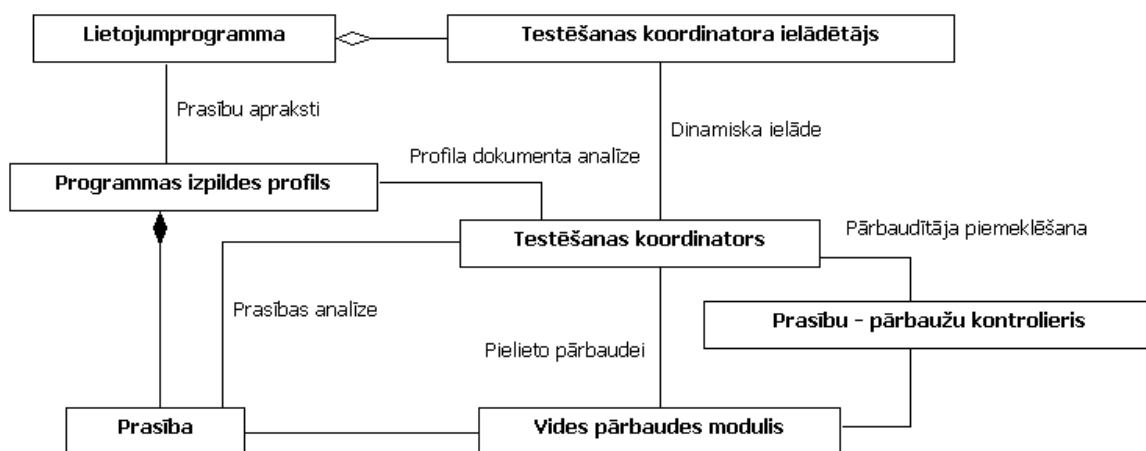 Lietojumprogramma
Testēšanas koordinatora ielādētājs
Prasību apraksti
Dinamiska ielāde
Profila dokumenta analīze
Programmas izpildes profils
Testēšanas koordinators
Pārbaudītāja piemeklēšana
Prasības analīze
Prasību - pārbaužu kontrolieris
Pielieto pārbaudei
Prasība
Vides pārbaudes modulis